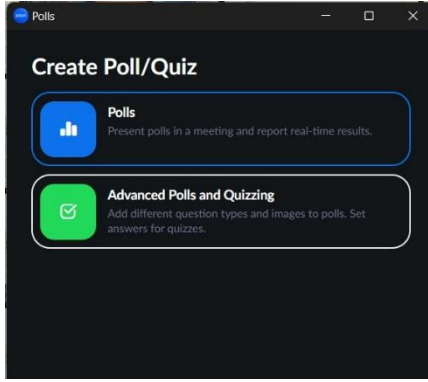 Polls
Create Poll/Quiz
Polls
Present polls in a meeting and report real-time results.
Advanced Polls and Quizzing
Add different question types and images to polls. Set
answers for quizzes.